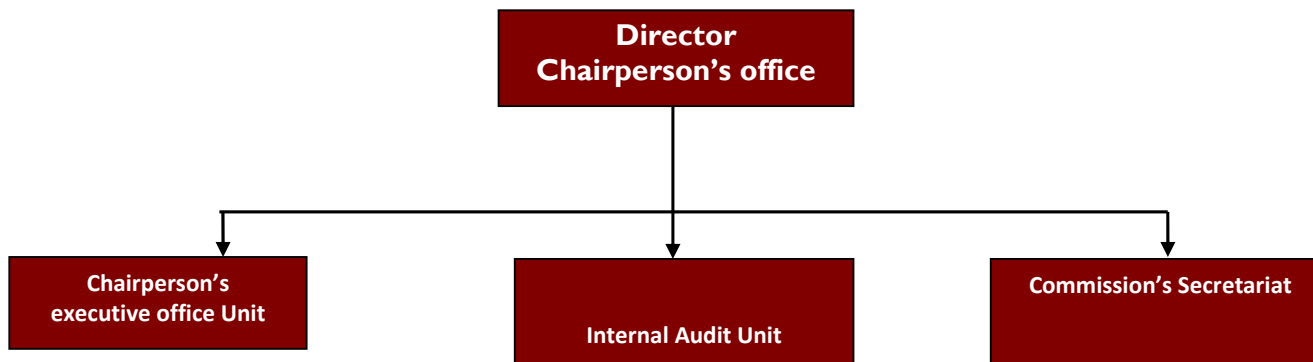 Director
Chairperson’s office
Chairperson’s
executive office Unit
Internal Audit Unit
Commission’s Secretariat